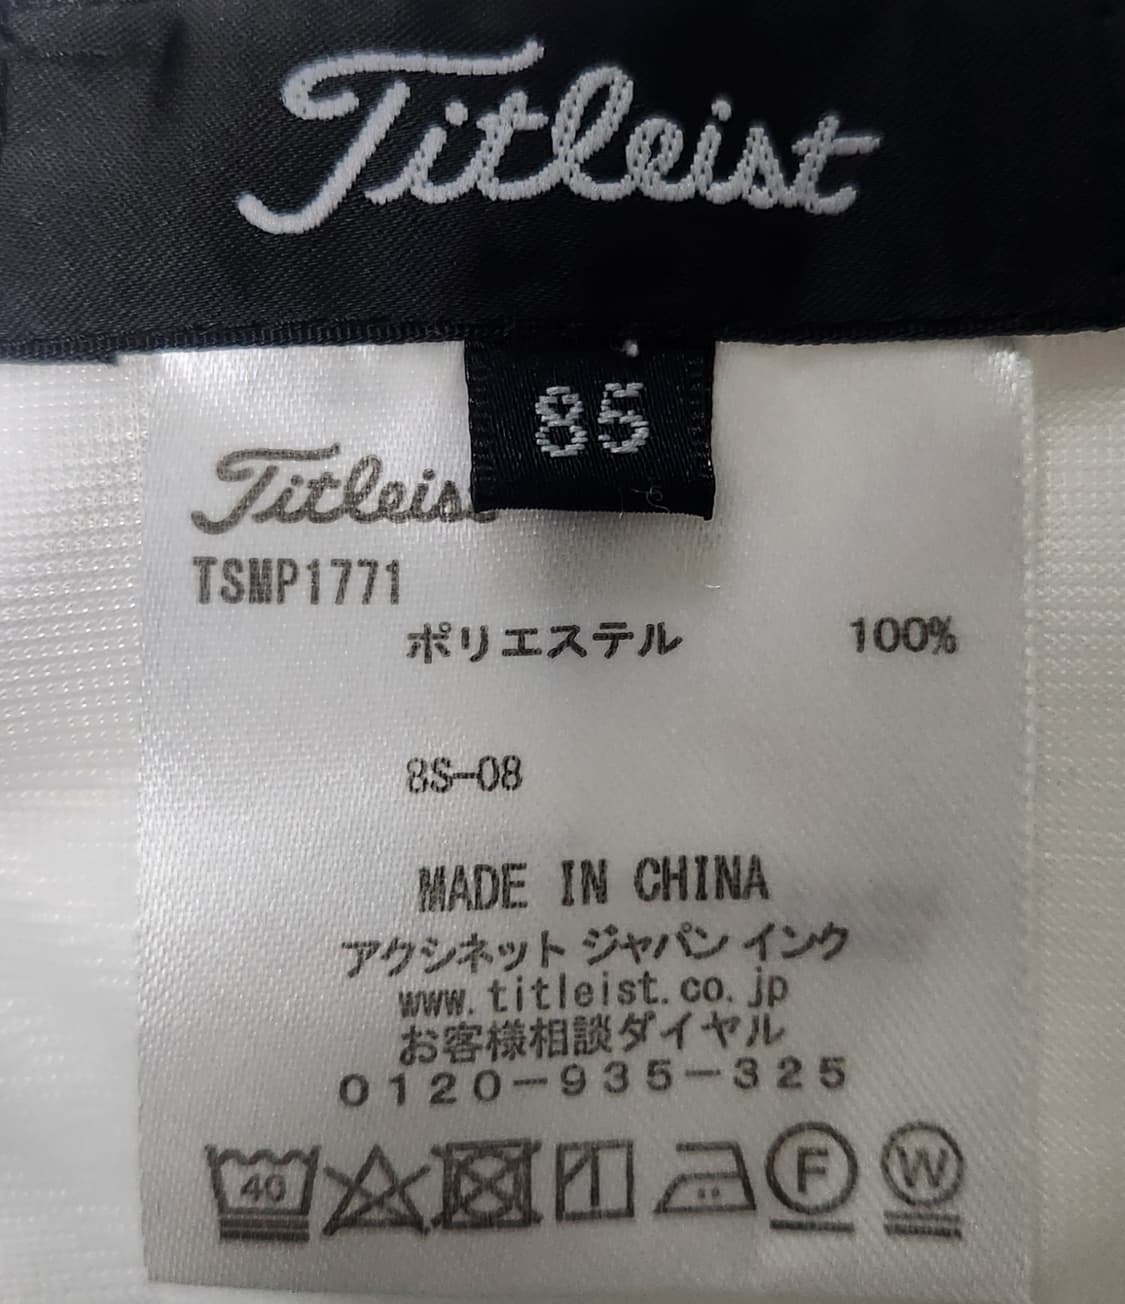 Titleist
85
Titleist
TSMP1771
ポリエステル 100%
8S-08
MADE IN CHINA
アクシネット ジャパン インク
www.titleist.co.jp
お客様相談ダイヤル
0120-935-325
40 F W